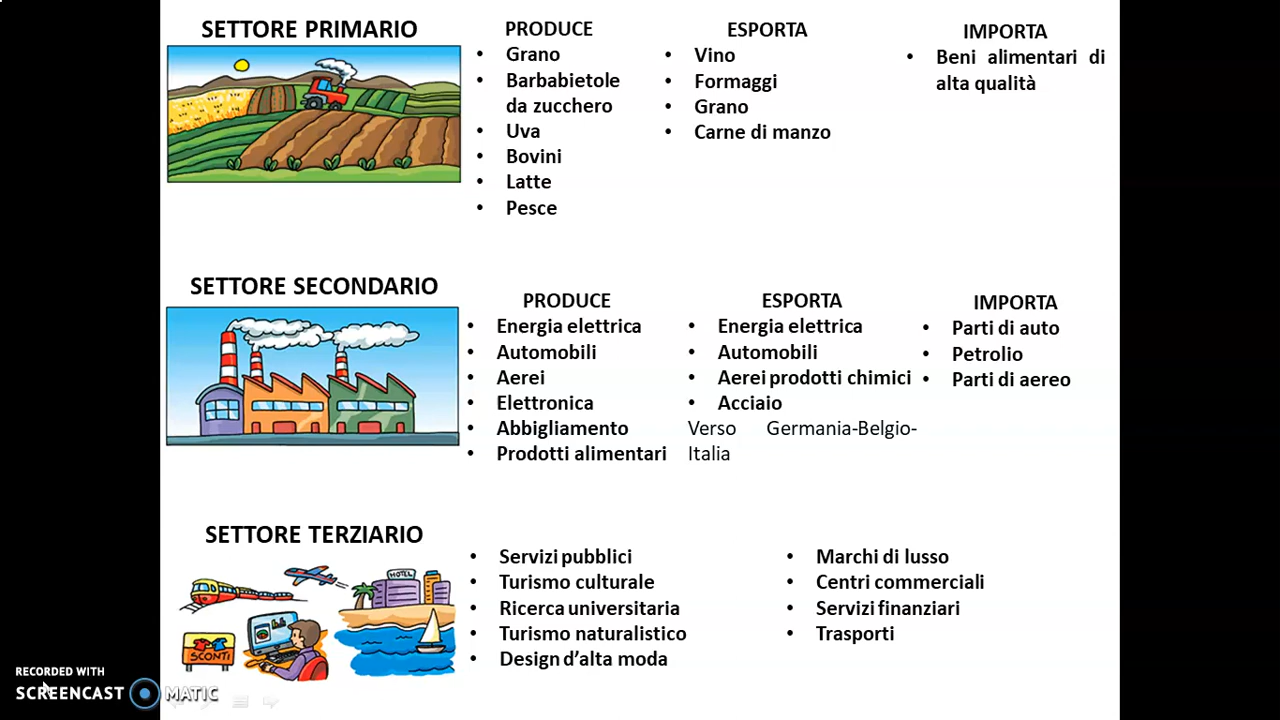 SETTORE PRIMARIO
PRODUCE
• Grano
• Barbabietole
da zucchero
• Uva
• Bovini
• Latte
• Pesce
ESPORTA
• Vino
• Formaggi
• Grano
• Carne di manzo
IMPORTA
• Beni alimentari di
alta qualità
SETTORE SECONDARIO
PRODUCE
• Energia elettrica
• Automobili
• Aerei
• Elettronica
• Abbigliamento
• Prodotti alimentari
ESPORTA
• Energia elettrica
• Automobili
• Aerei prodotti chimici
• Acciaio
Verso Germania-Belgio-
Italia
IMPORTA
• Parti di auto
• Petrolio
• Parti di aereo
SETTORE TERZIARIO
HOTEL
SCONTI
• Servizi pubblici
• Turismo culturale
• Ricerca universitaria
• Turismo naturalistico
• Design d'alta moda
• Marchi di lusso
• Centri commerciali
• Servizi finanziari
• Trasporti
RECORDED WITH
SCREENCAST MATIC